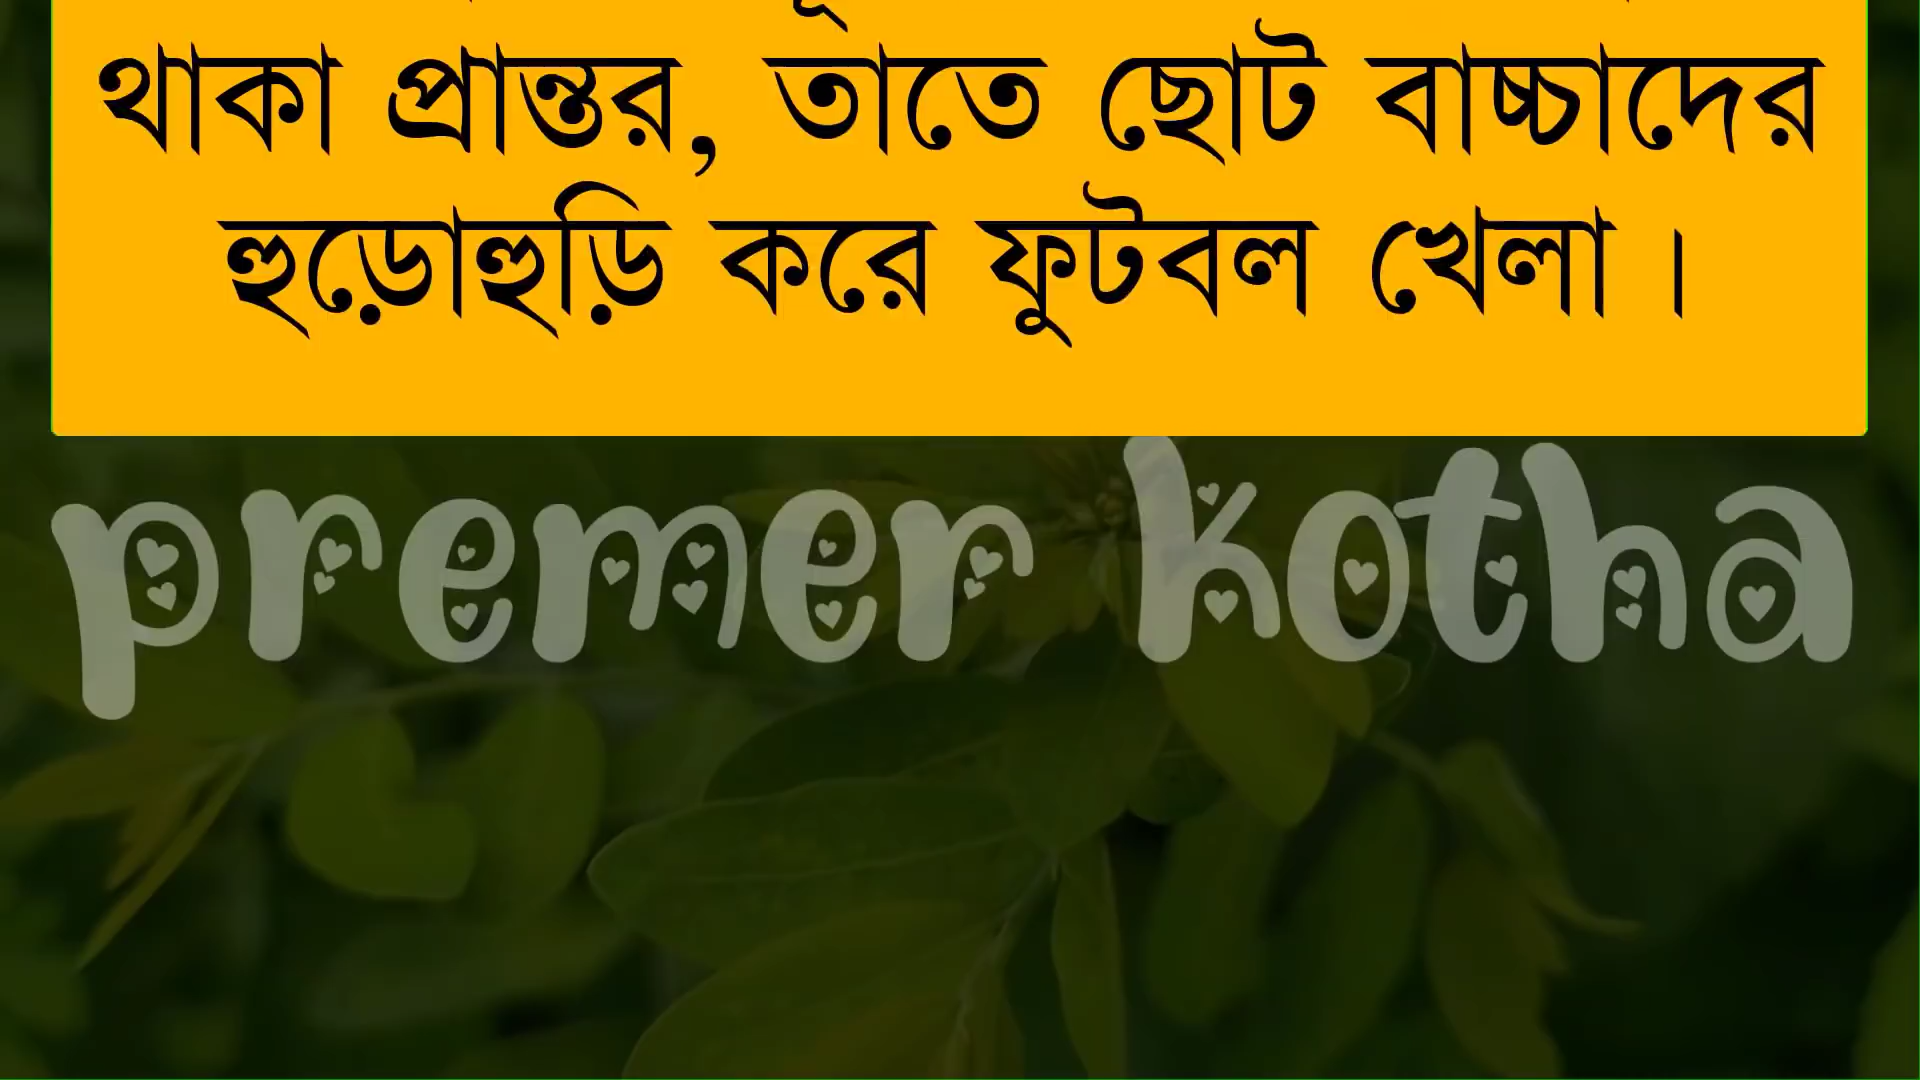 থাকা প্রান্তর, তাতে ছোট বাচ্চাদের
হুড়োহুড়ি করে ফুটবল খেলা।
premer kotha